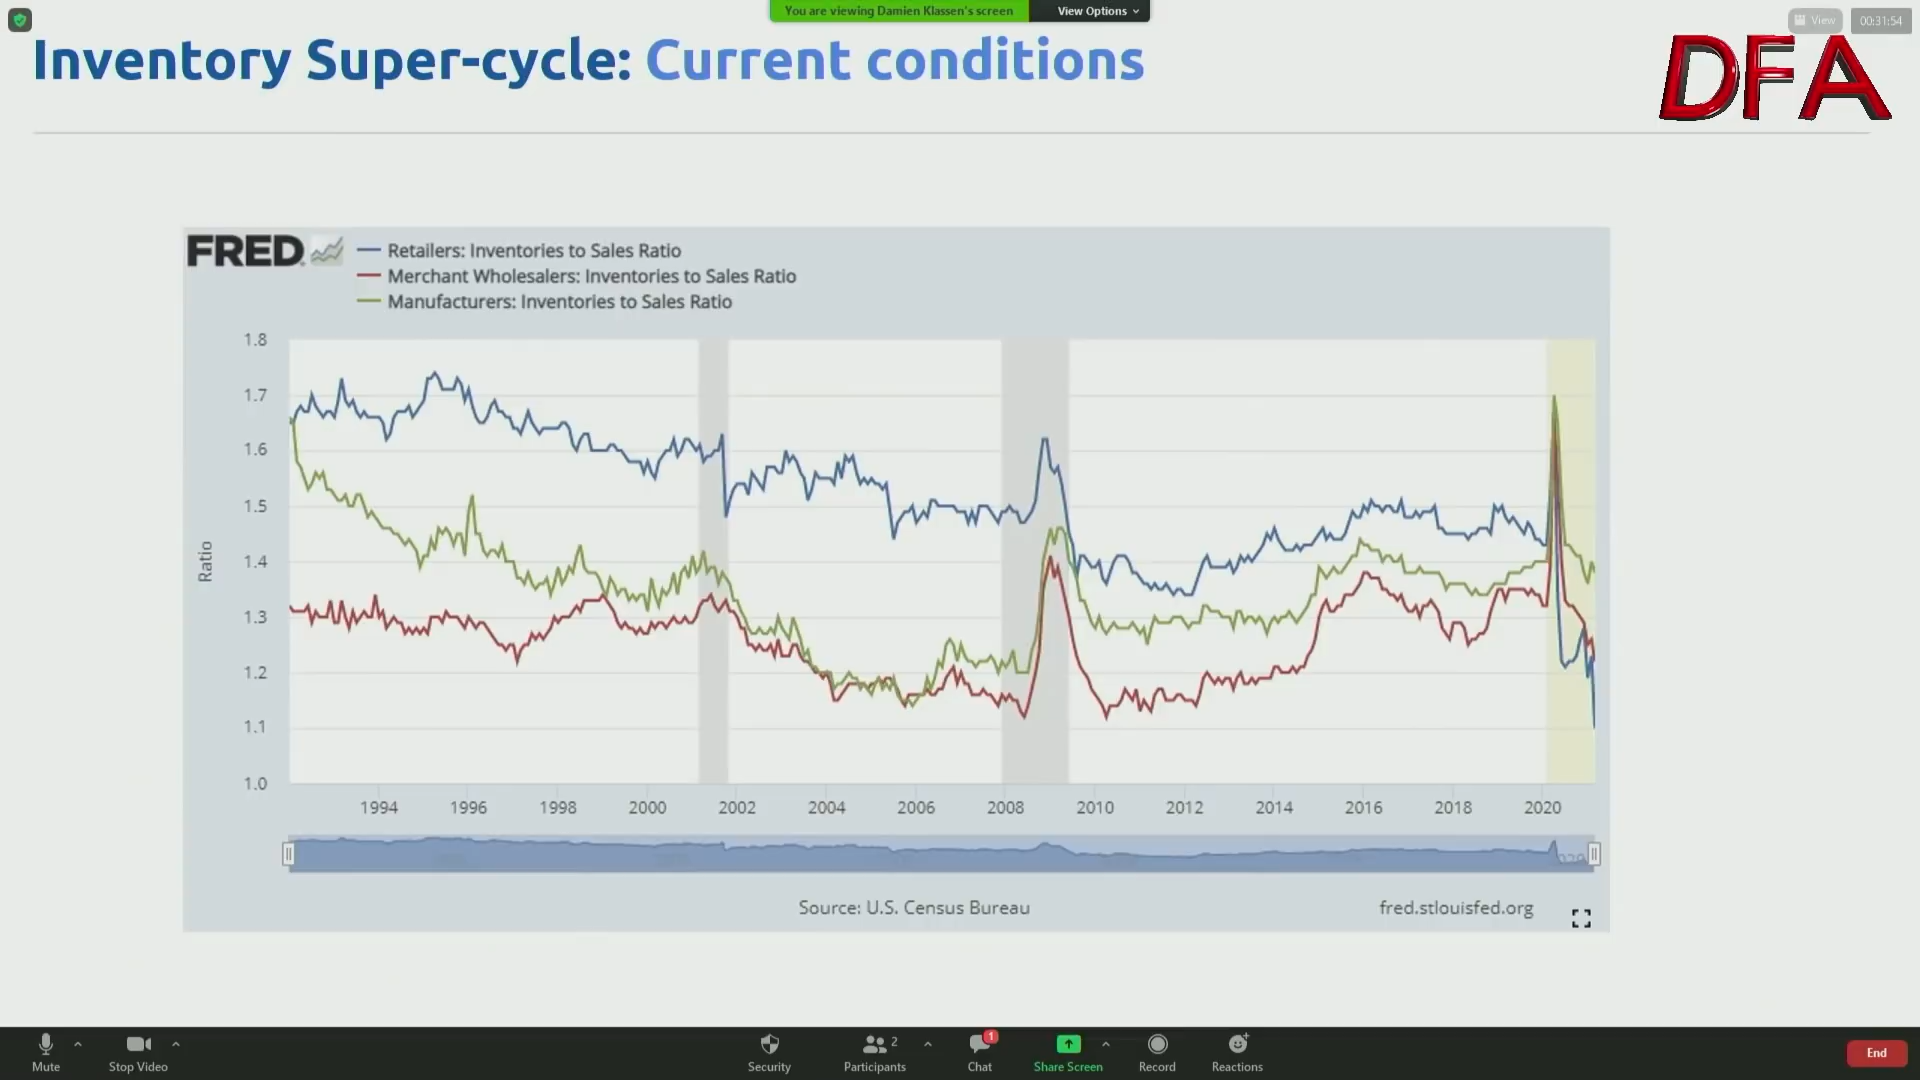 You are viewing Damien Klassen's screen
View Options
View
00:31:54
Inventory Super-cycle: Current conditions
DFA
FRED
Retailers: Inventories to Sales Ratio
Merchant Wholesalers: Inventories to Sales Ratio
Manufacturers: Inventories to Sales Ratio
1.8
1.7
1.6
1.5
1.4
1.3
1.2
1.1
1.0
Ratio
1994 1996 1998 2000 2002 2004 2006 2008 2010 2012 2014 2016 2018 2020
Source: U.S. Census Bureau
fred.stlouisfed.org
Mute
Stop Video
Security
Participants 2
Chat 1
Share Screen
Record
Reactions
End